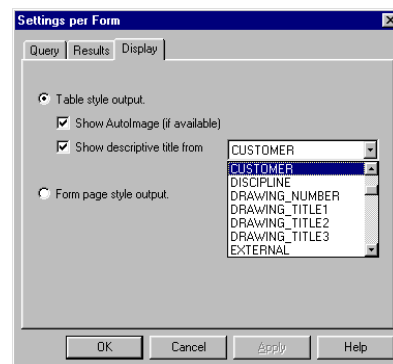 Settings per Form
Query Results Display
Table style output.
Show AutoImage (if available)
Show descriptive title from CUSTOMER
CUSTOMER
DISCIPLINE
DRAWING_NUMBER
DRAWING_TITLE1
DRAWING_TITLE2
DRAWING_TITLE3
EXTERNAL
Form page style output.
OK Cancel Apply Help